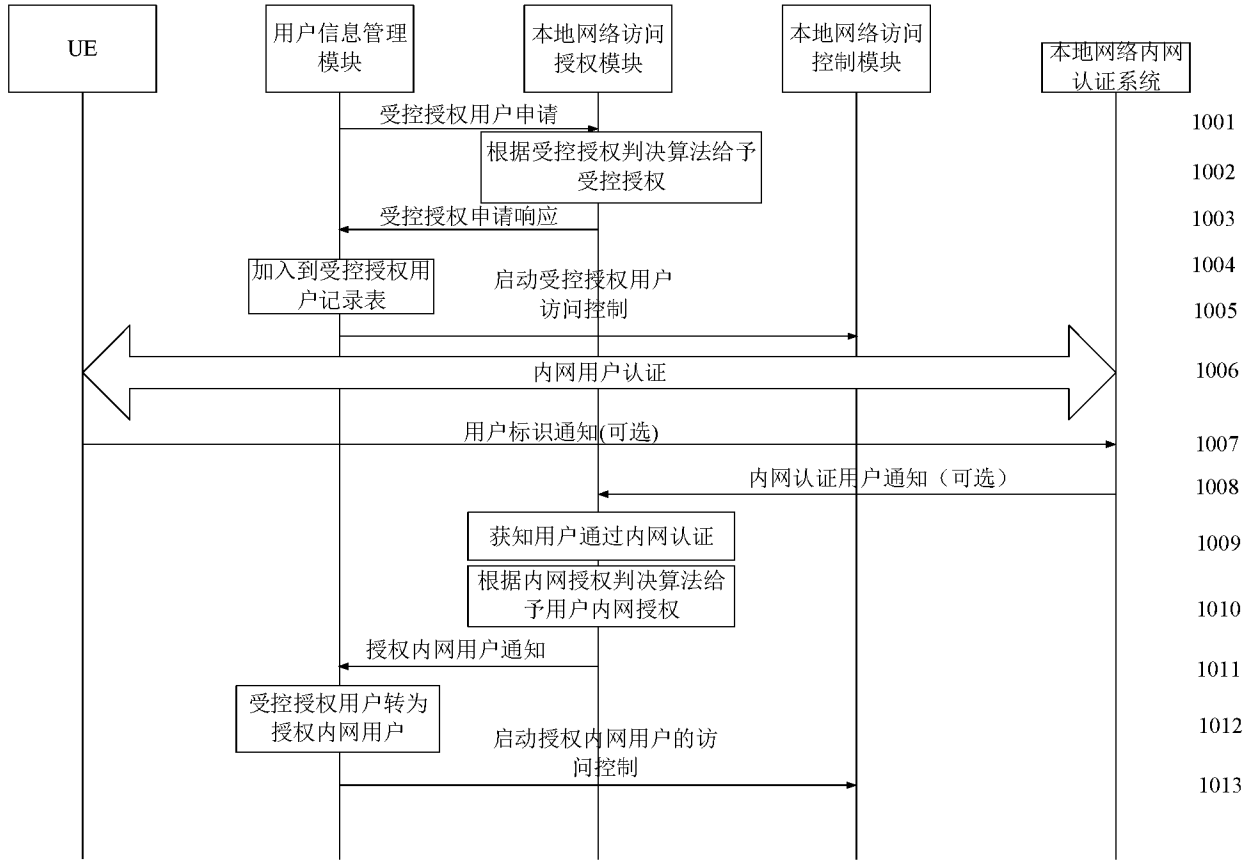 UE
用户信息管理
模块
本地网络访问
授权模块
本地网络访问
控制模块
本地网络内网
认证系统
受控授权用户申请
1001
根据受控授权判决算法给予
受控授权
1002
受控授权申请响应
1003
加入到受控授权用
户记录表
1004
启动受控授权用户
访问控制
1005
内网用户认证
1006
用户标识通知(可选)
1007
内网认证用户通知（可选）
1008
获知用户通过内网认证
1009
根据内网授权判决算法给
予用户内网授权
1010
授权内网用户通知
1011
受控授权用户转为
授权内网用户
1012
启动授权内网用户的访
问控制
1013